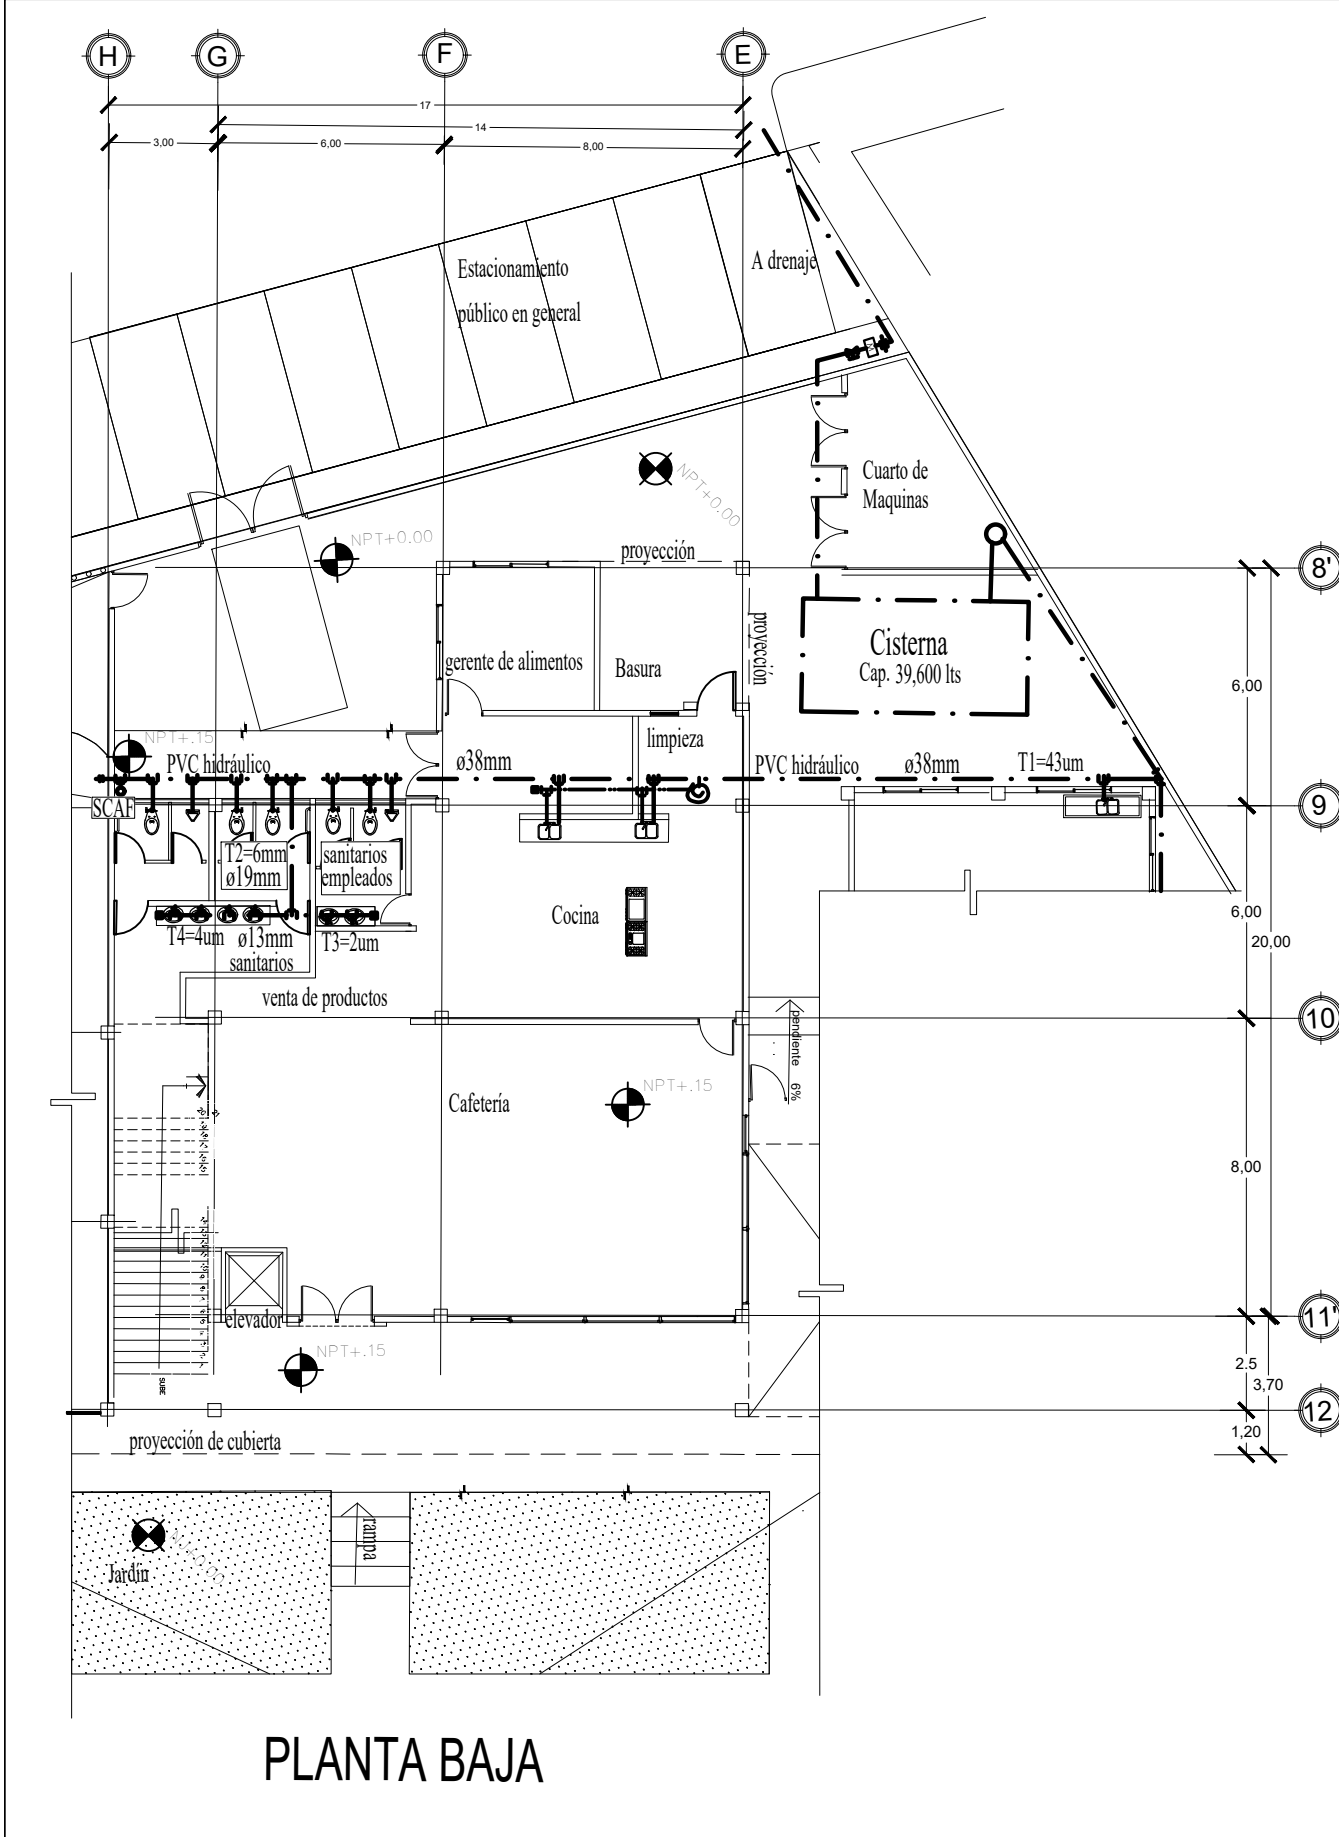 H
G
F
E
17
14
3,00
6,00
8,00
A drenaje
Estacionamiento
público en general
Cuarto de
Maquinas
NPT+0.00
NPT+0.00
proyección
8'
proyección
Cisterna
Cap. 39,600 lts
gerente de alimentos
Basura
6,00
NPT+.15
limpieza
PVC hidráulico
ø38mm
PVC hidráulico
ø38mm
T1=43um
SCAF
9
T2=6mm
ø19mm
sanitarios
empleados
Cocina
6,00
20,00
T4=4um
ø13mm
T3=2um
sanitarios
venta de productos
10
pendiente 6%
NPT+.15
Cafetería
8,00
elevador
11'
NPT+.15
2.5
3,70
SUBE
12
1,20
proyección de cubierta
rampa
Jardín
PLANTA BAJA